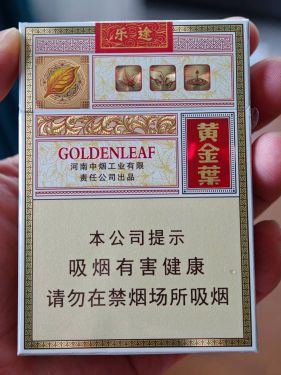 乐途
GOLDENLEAF
河南中烟工业有限
责任公司出品
黄金葉
本公司提示
吸烟有害健康
请勿在禁烟场所吸烟